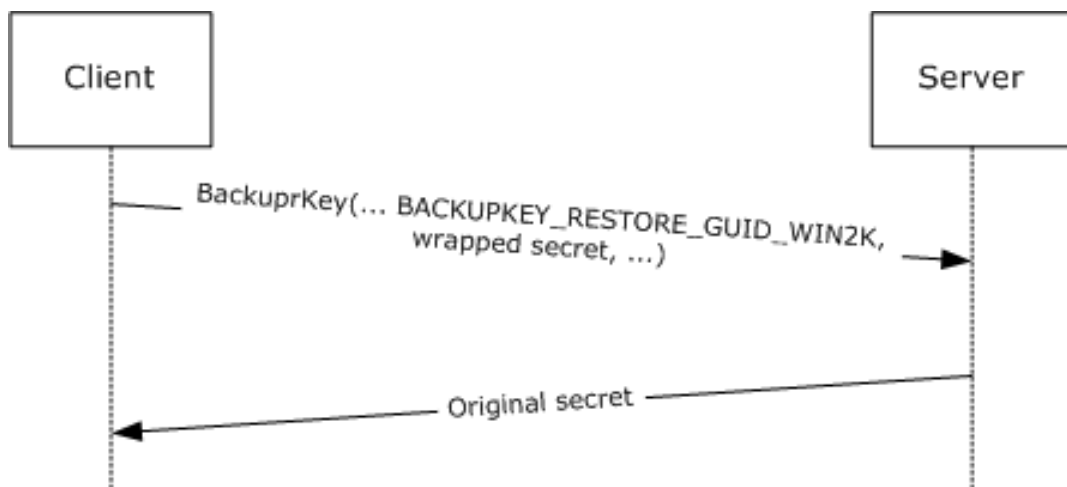 Client
Server
BackuprKey(... BACKUPKEY_RESTORE_GUID_WIN2K,
wrapped secret, ...)
Original secret